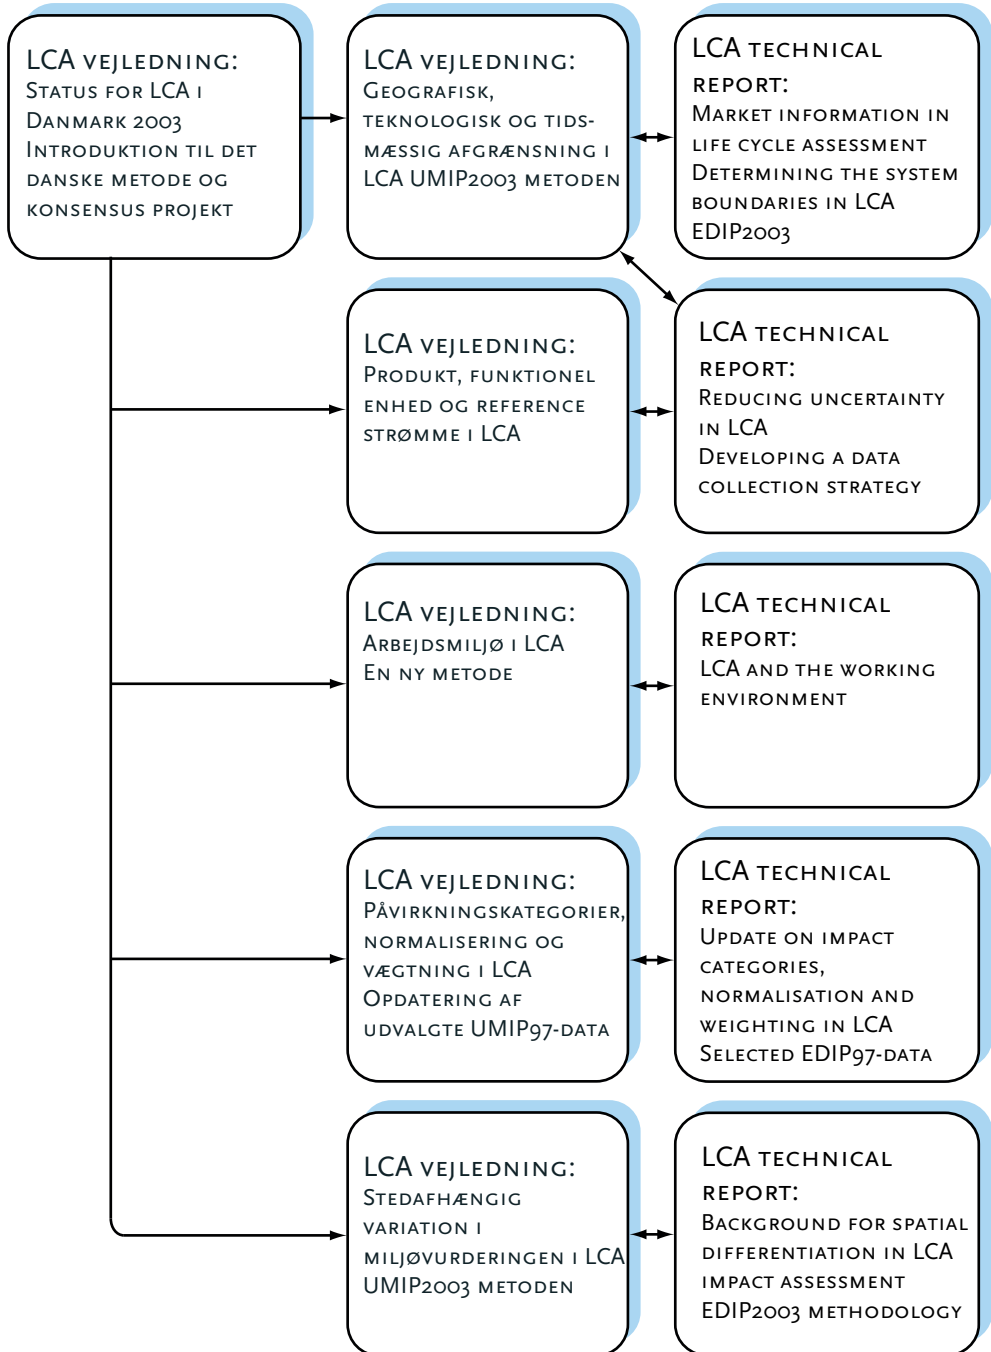 LCA vejledning:
Status for LCA i
Danmark 2003
Introduktion til det
danske metode og
konsensus projekt
LCA vejledning:
Geografisk,
teknologisk og tids-
mæssig afgrænsning i
LCA UMIP2003 metoden
LCA technical
report:
Market information in
life cycle assessment
Determining the system
boundaries in LCA
EDIP2003
LCA vejledning:
Produkt, funktionel
enhed og reference
strømme i LCA
LCA technical
report:
Reducing uncertainty
in LCA
Developing a data
collection strategy
LCA vejledning:
Arbejdsmiljø i LCA
En ny metode
LCA technical
report:
LCA and the working
environment
LCA vejledning:
Påvirkningskategorier,
normalisering og
vægtning i LCA
Opdatering af
udvalgte UMIP97-data
LCA technical
report:
Update on impact
categories,
normalisation and
weighting in LCA
Selected EDIP97-data
LCA vejledning:
Stedafhængig
variation i
miljøvurderingen i LCA
UMIP2003 metoden
LCA technical
report:
Background for spatial
differentiation in LCA
impact assessment
EDIP2003 methodology